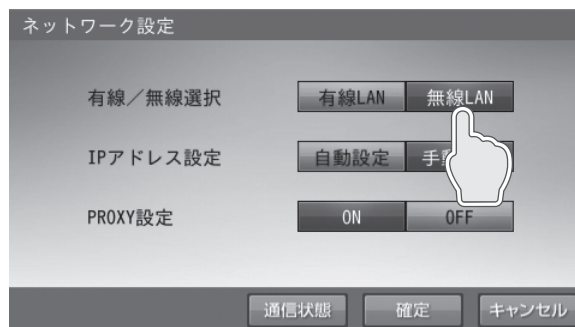 ネットワーク設定
有線／無線選択 有線LAN 無線LAN
IPアドレス設定 自動設定 手
PROXY設定 ON OFF
通信状態 確定 キャンセル